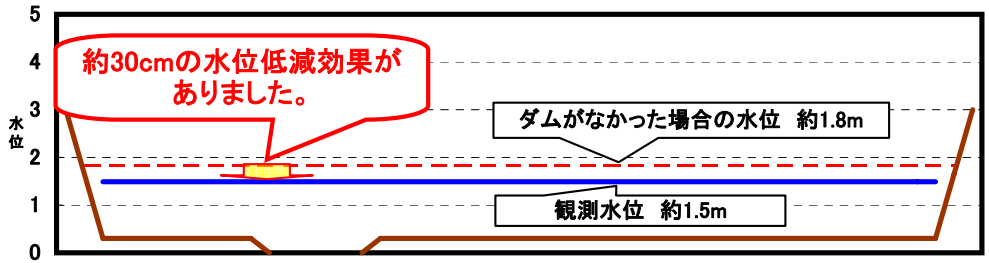 5
4
3
2
1
0
水位
約30cmの水位低減効果が
ありました。
ダムがなかった場合の水位 約1.8m
観測水位 約1.5m